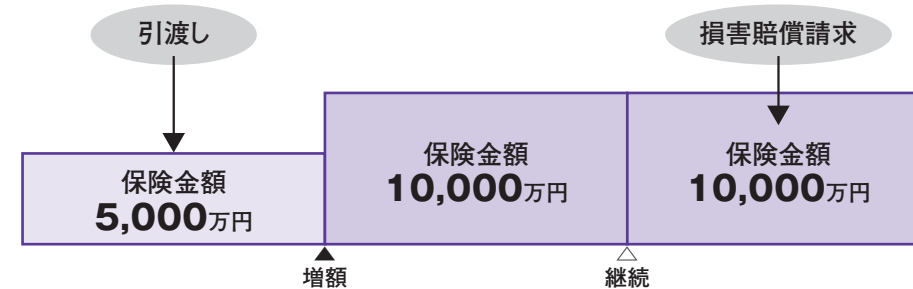 引渡し
損害賠償請求
保険金額
5,000万円
保険金額
10,000万円
保険金額
10,000万円
増額
継続